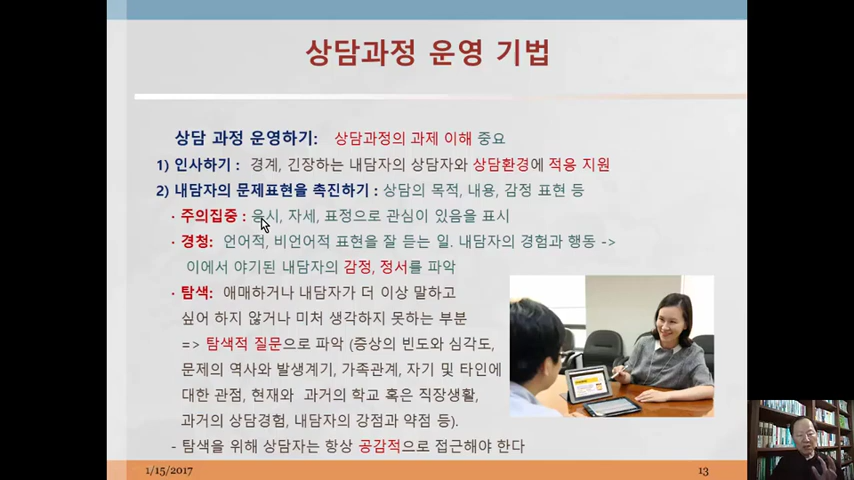 상담과정 운영 기법
상담 과정 운영하기: 상담과정의 과제 이해 중요
1) 인사하기 : 경계, 긴장하는 내담자의 상담자와 상담환경에 적응 지원
2) 내담자의 문제표현을 촉진하기 : 상담의 목적, 내용, 감정 표현 등
· 주의집중 : 응시, 자세, 표정으로 관심이 있음을 표시
· 경청: 언어적, 비언어적 표현을 잘 듣는 일. 내담자의 경험과 행동 ->
이에서 야기된 내담자의 감정, 정서를 파악
· 탐색: 애매하거나 내담자가 더 이상 말하고
싶어 하지 않거나 미처 생각하지 못하는 부분
=> 탐색적 질문으로 파악 (증상의 빈도와 심각도,
문제의 역사와 발생계기, 가족관계, 자기 및 타인에
대한 관점, 현재와 과거의 학교 혹은 직장생활,
과거의 상담경험, 내담자의 강점과 약점 등).
- 탐색을 위해 상담자는 항상 공감적으로 접근해야 한다
1/15/2017
13